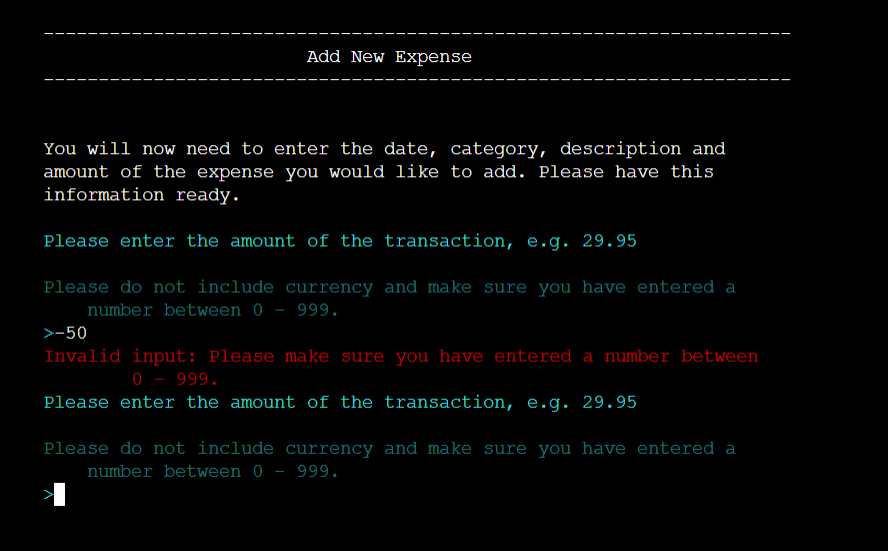 --------------------------------------------------------------------
Add New Expense
--------------------------------------------------------------------
You will now need to enter the date, category, description and
amount of the expense you would like to add. Please have this
information ready.
Please enter the amount of the transaction, e.g. 29.95
Please do not include currency and make sure you have entered a
number between 0 - 999.
>-50
Invalid input: Please make sure you have entered a number between
0 - 999.
Please enter the amount of the transaction, e.g. 29.95
Please do not include currency and make sure you have entered a
number between 0 - 999.
>